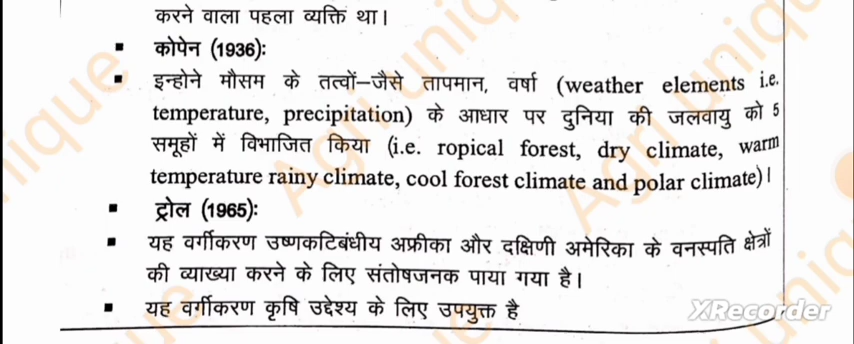 करने वाला पहला व्यक्ति था।
▪ कोपेन (1936):
▪ इन्होने मौसम के तत्वों–जैसे तापमान, वर्षा (weather elements i.e.
temperature, precipitation) के आधार पर दुनिया की जलवायु को 5
समूहों में विभाजित किया (i.e. ropical forest, dry climate, warm
temperature rainy climate, cool forest climate and polar climate)।
▪ ट्रोल (1965):
▪ यह वर्गीकरण उष्णकटिबंधीय अफ्रीका और दक्षिणी अमेरिका के वनस्पति क्षेत्रों
की व्याख्या करने के लिए संतोषजनक पाया गया है।
▪ यह वर्गीकरण कृषि उद्देश्य के लिए उपयुक्त है
XRecorder
Agri unique